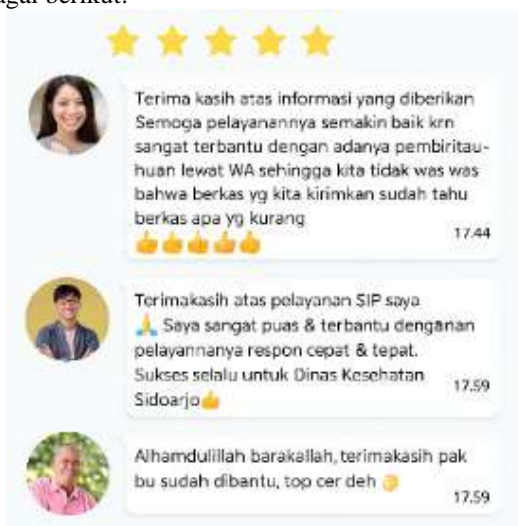 agai berikut:
Terima kasih atas informasi yang diberikan
Semoga pelayanannya semakin baik krn
sangat terbantu dengan adanya pembiritau-
huan lewat WA sehingga kita tidak was was
bahwa berkas yg kita kirimkan sudah tahu
berkas apa yg kurang
👍👍👍👍👍 17.44
Terimakasih atas pelayanan SIP saya
🙏 Saya sangat puas & terbantu denganan
pelayannanya respon cepat & tepat.
Sukses selalu untuk Dinas Kesehatan
Sidoarjo👍 17.59
Alhamdulillah barakallah, terimakasih pak
bu sudah dibantu, top cer deh
17.59